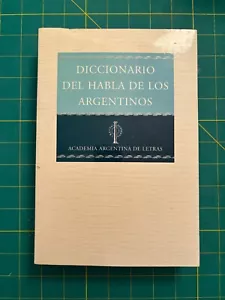 DICCIONARIO
DEL HABLA DE LOS
ARGENTINOS
ACADEMIA ARGENTINA DE LETRAS